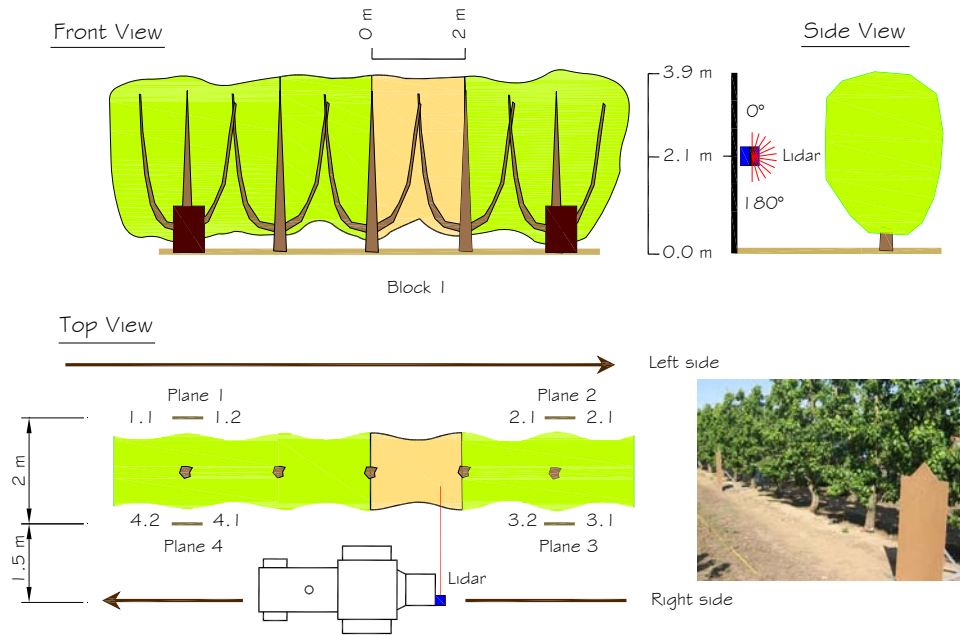 Front View
0 m
2 m
Side View
3.9 m
2.1 m
0.0 m
0°
Lidar
180°
Block 1
Top View
Left side
Plane 1
1.1
1.2
Plane 2
2.1
2.1
2 m
4.2
4.1
Plane 4
3.2
3.1
Plane 3
1.5 m
Lidar
Right side